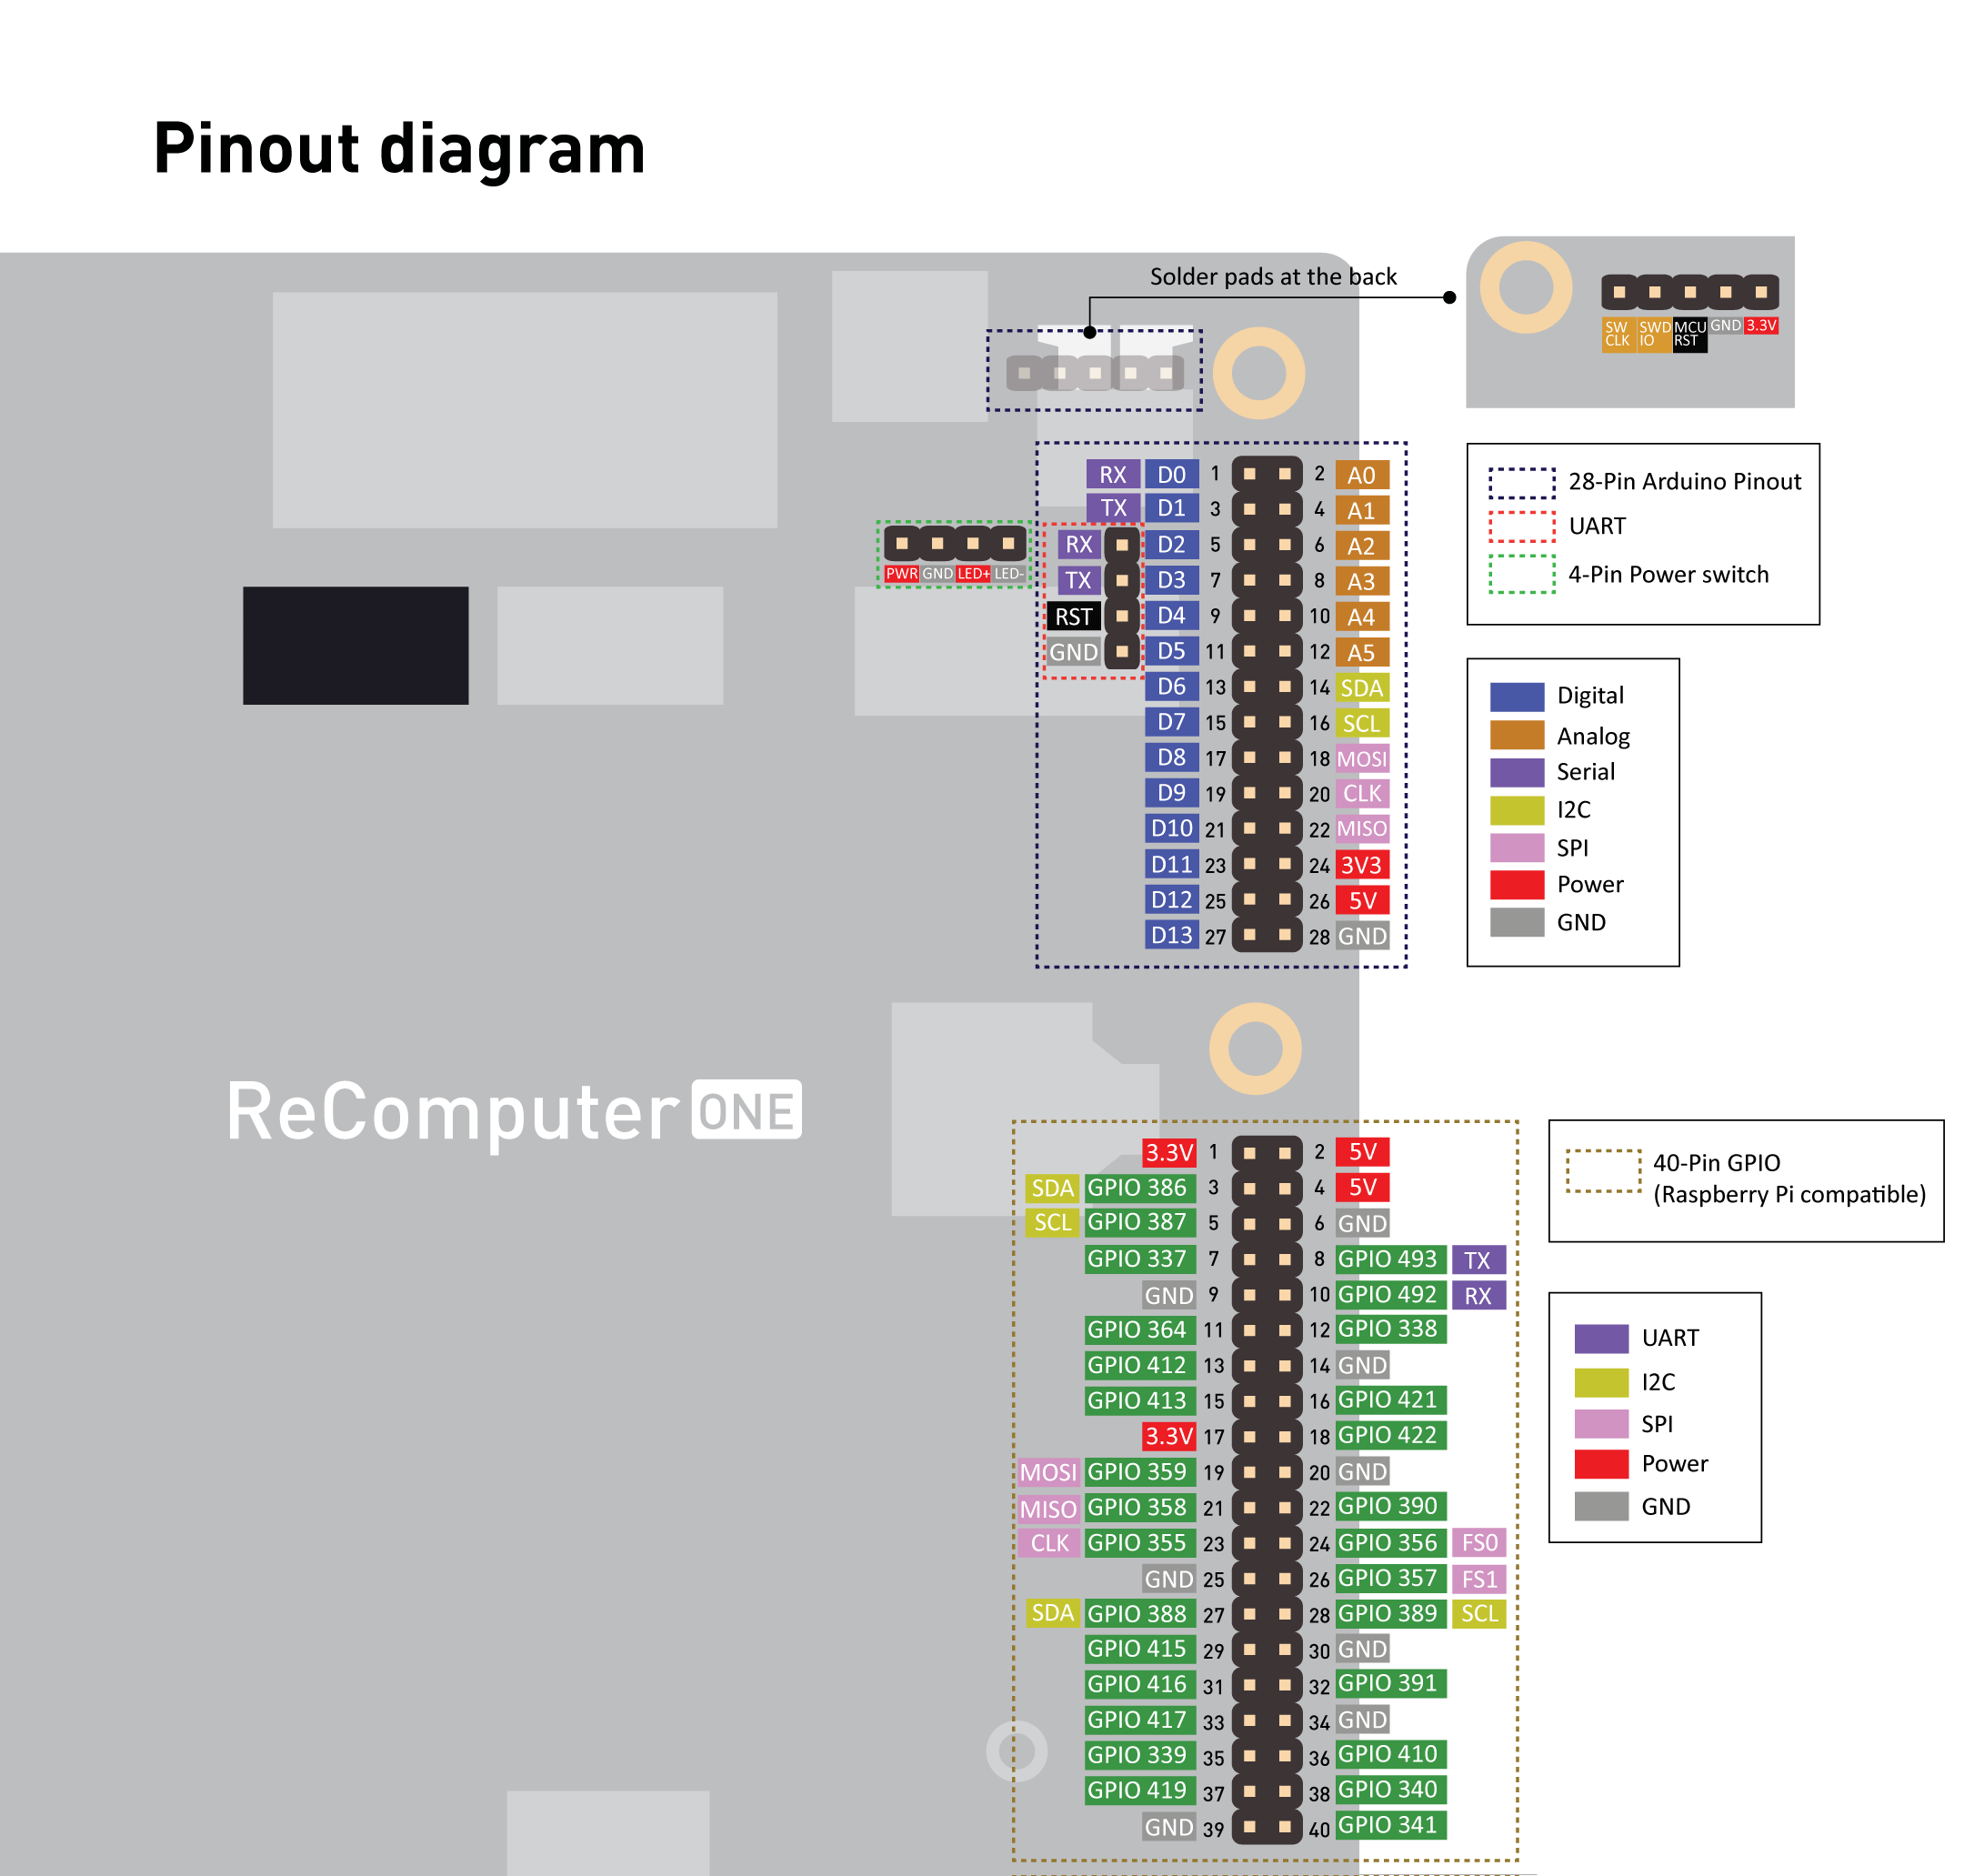 Pinout diagram
Solder pads at the back
SW CLK SWD IO MCU RST GND 3.3V
28-Pin Arduino Pinout
UART
4-Pin Power switch
PWR GND LED+ LED-
RX D0 1 2 A0
TX D1 3 4 A1
RX D2 5 6 A2
TX D3 7 8 A3
RST D4 9 10 A4
GND D5 11 12 A5
D6 13 14 SDA
D7 15 16 SCL
D8 17 18 MOSI
D9 19 20 CLK
D10 21 22 MISO
D11 23 24 3V3
D12 25 26 5V
D13 27 28 GND
Digital
Analog
Serial
I2C
SPI
Power
GND
ReComputer ONE
3.3V 1 2 5V
SDA GPIO 386 3 4 5V
SCL GPIO 387 5 6 GND
GPIO 337 7 8 GPIO 493 TX
GND 9 10 GPIO 492 RX
GPIO 364 11 12 GPIO 338
GPIO 412 13 14 GND
GPIO 413 15 16 GPIO 421
3.3V 17 18 GPIO 422
MOSI GPIO 359 19 20 GND
MISO GPIO 358 21 22 GPIO 390
CLK GPIO 355 23 24 GPIO 356 FS0
GND 25 26 GPIO 357 FS1
SDA GPIO 388 27 28 GPIO 389 SCL
GPIO 415 29 30 GND
GPIO 416 31 32 GPIO 391
GPIO 417 33 34 GND
GPIO 339 35 36 GPIO 410
GPIO 419 37 38 GPIO 340
GND 39 40 GPIO 341
40-Pin GPIO
(Raspberry Pi compatible)
UART
I2C
SPI
Power
GND